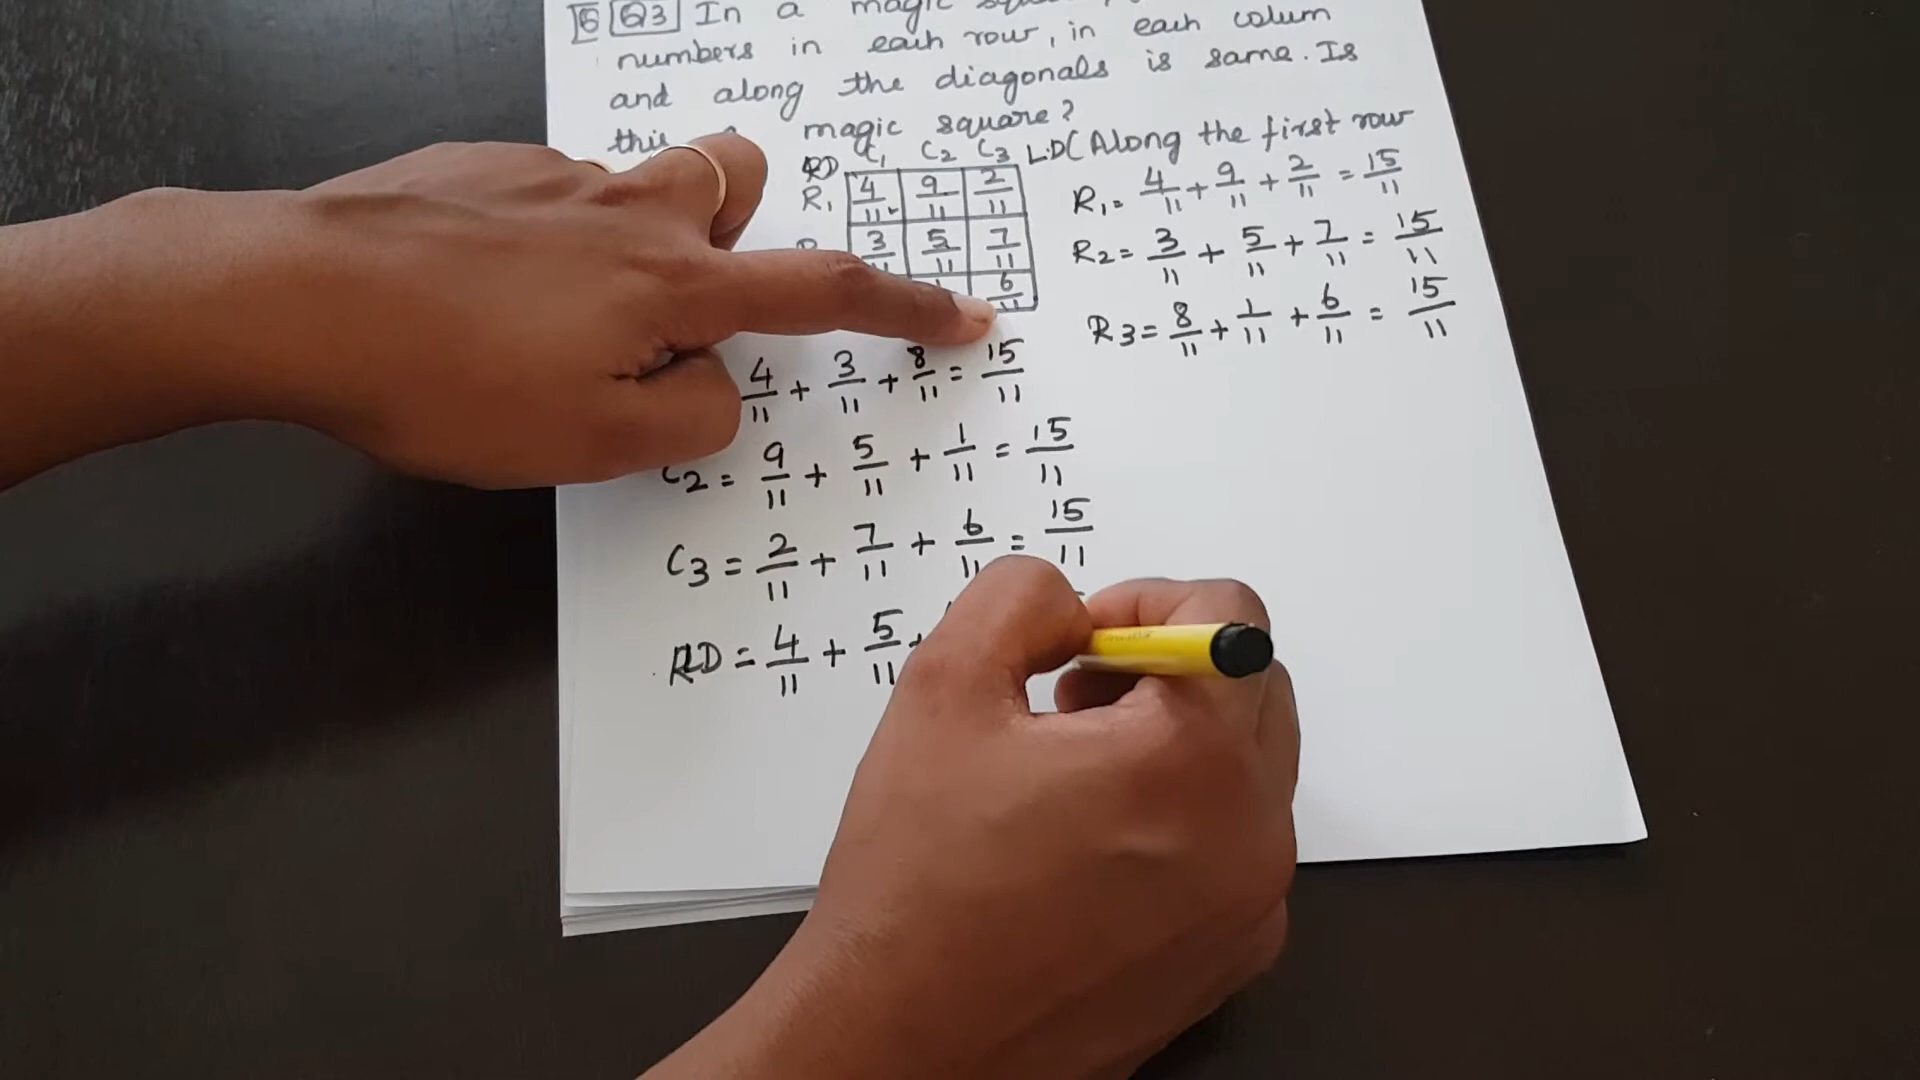 6 Q3 In a magic
numbers in each row, in each colum
and along the diagonals is same. Is
this magic square?
RD C1 C2 C3 L.D (Along the first row
R1 4/11 9/11 2/11
3/11 5/11 7/11
6/11
R1 = 4/11 + 9/11 + 2/11 = 15/11
R2 = 3/11 + 5/11 + 7/11 = 15/11
R3 = 8/11 + 1/11 + 6/11 = 15/11
4/11 + 3/11 + 8/11 = 15/11
C2 = 9/11 + 5/11 + 1/11 = 15/11
C3 = 2/11 + 7/11 + 6/11 = 15/11
RD = 4/11 + 5/11 +